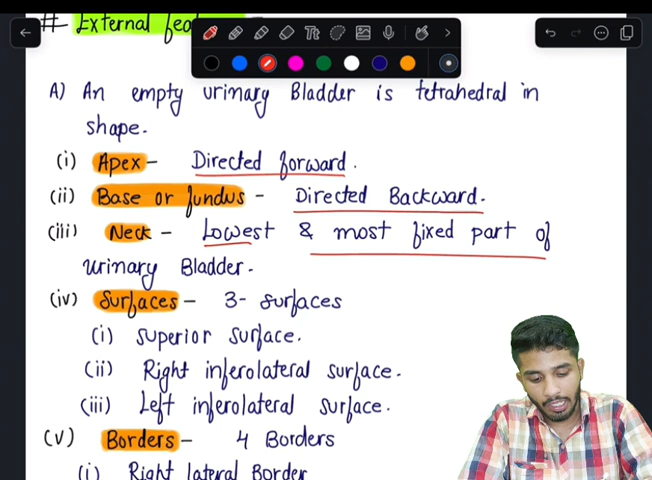 # External
A) An empty urinary Bladder is tetrahedral in
shape.
(i) Apex - Directed forward.
(ii) Base or fundus - Directed Backward.
(iii) Neck - Lowest & most fixed part of
urinary Bladder.
(iv) Surfaces - 3- surfaces
(i) superior surface.
(ii) Right inferolateral surface.
(iii) Left inferolateral surface.
(v) Borders - 4 Borders
(i) Right lateral Border